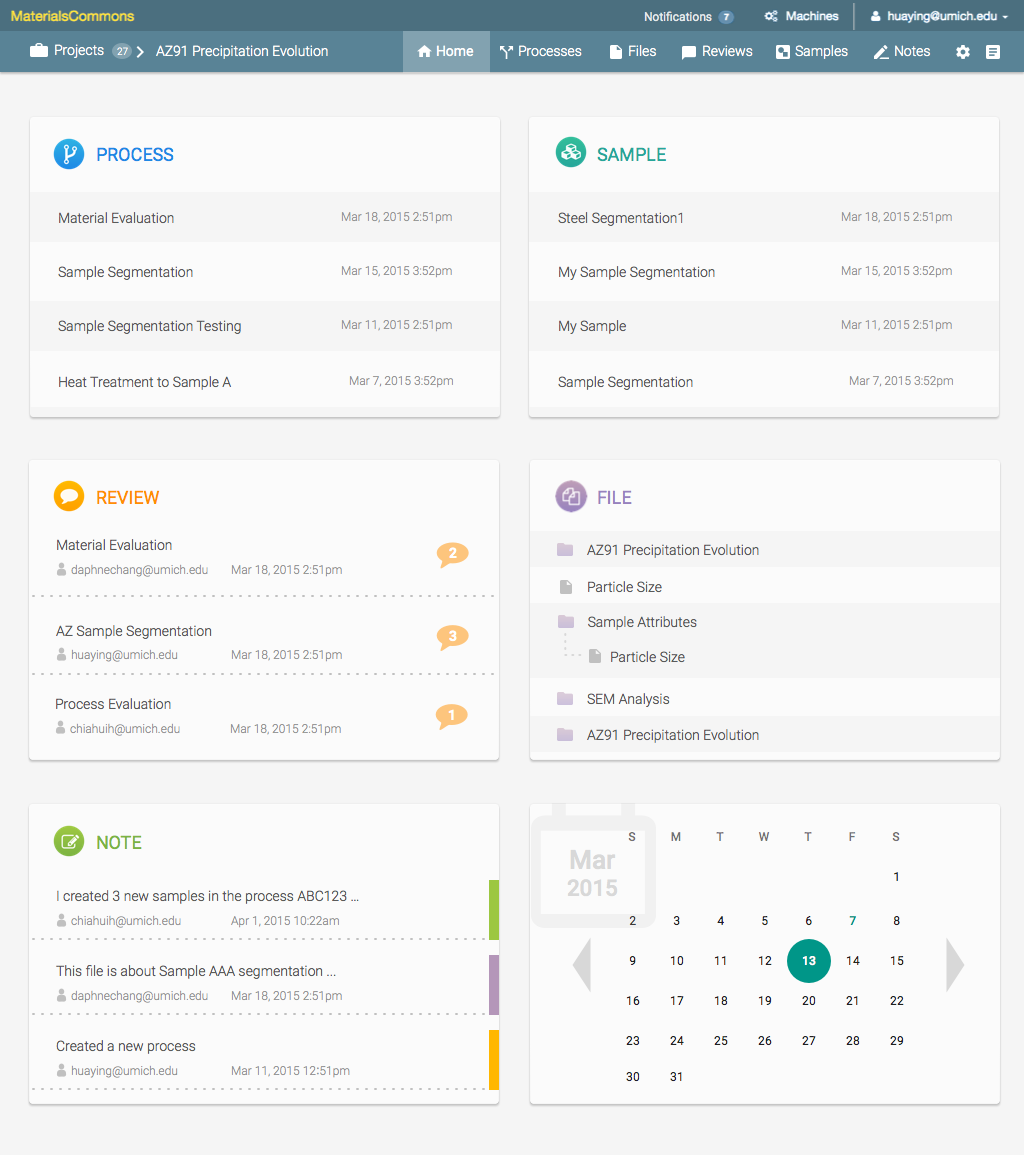 MaterialsCommons Notifications 7 Machines huaying@umich.edu
Projects 27 AZ91 Precipitation Evolution Home Processes Files Reviews Samples Notes
PROCESS
Material Evaluation Mar 18, 2015 2:51pm
Sample Segmentation Mar 15, 2015 3:52pm
Sample Segmentation Testing Mar 11, 2015 2:51pm
Heat Treatment to Sample A Mar 7, 2015 3:52pm
SAMPLE
Steel Segmentation1 Mar 18, 2015 2:51pm
My Sample Segmentation Mar 15, 2015 3:52pm
My Sample Mar 11, 2015 2:51pm
Sample Segmentation Mar 7, 2015 3:52pm
REVIEW
Material Evaluation
daphnechang@umich.edu Mar 18, 2015 2:51pm 2
AZ Sample Segmentation
huaying@umich.edu Mar 18, 2015 2:51pm 3
Process Evaluation
chiahuih@umich.edu Mar 18, 2015 2:51pm 1
FILE
AZ91 Precipitation Evolution
Particle Size
Sample Attributes
Particle Size
SEM Analysis
AZ91 Precipitation Evolution
NOTE
I created 3 new samples in the process ABC123 ...
chiahuih@umich.edu Apr 1, 2015 10:22am
This file is about Sample AAA segmentation ...
daphnechang@umich.edu Mar 18, 2015 2:51pm
Created a new process
huaying@umich.edu Mar 11, 2015 12:51pm
Mar
2015
S M T W T F S
1
2 3 4 5 6 7 8
9 10 11 12 13 14 15
16 17 18 19 20 21 22
23 24 25 26 27 28 29
30 31